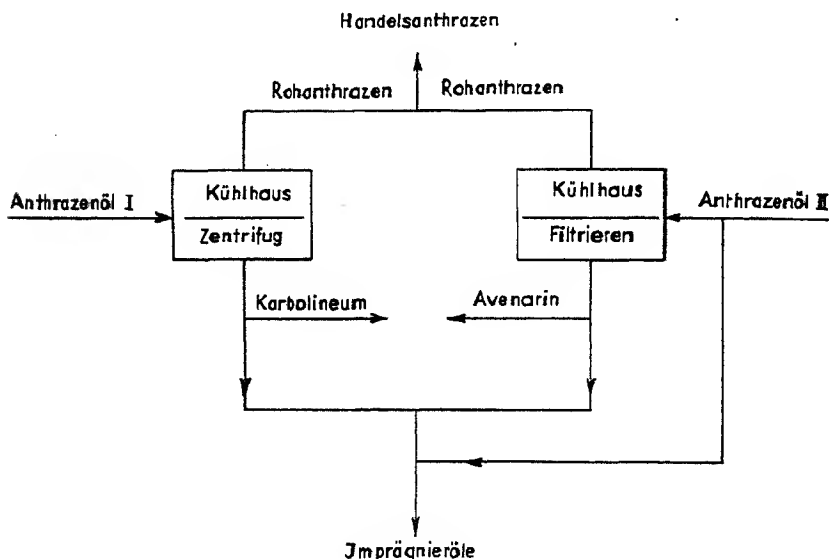 Handelsanthrazen
Rohanthrazen Rohanthrazen
Kühlhaus
Zentrifug
Kühlhaus
Filtrieren
Anthrazenöl I
Anthrazenöl II
Karbolineum
Avenarin
Jmprägnieröle